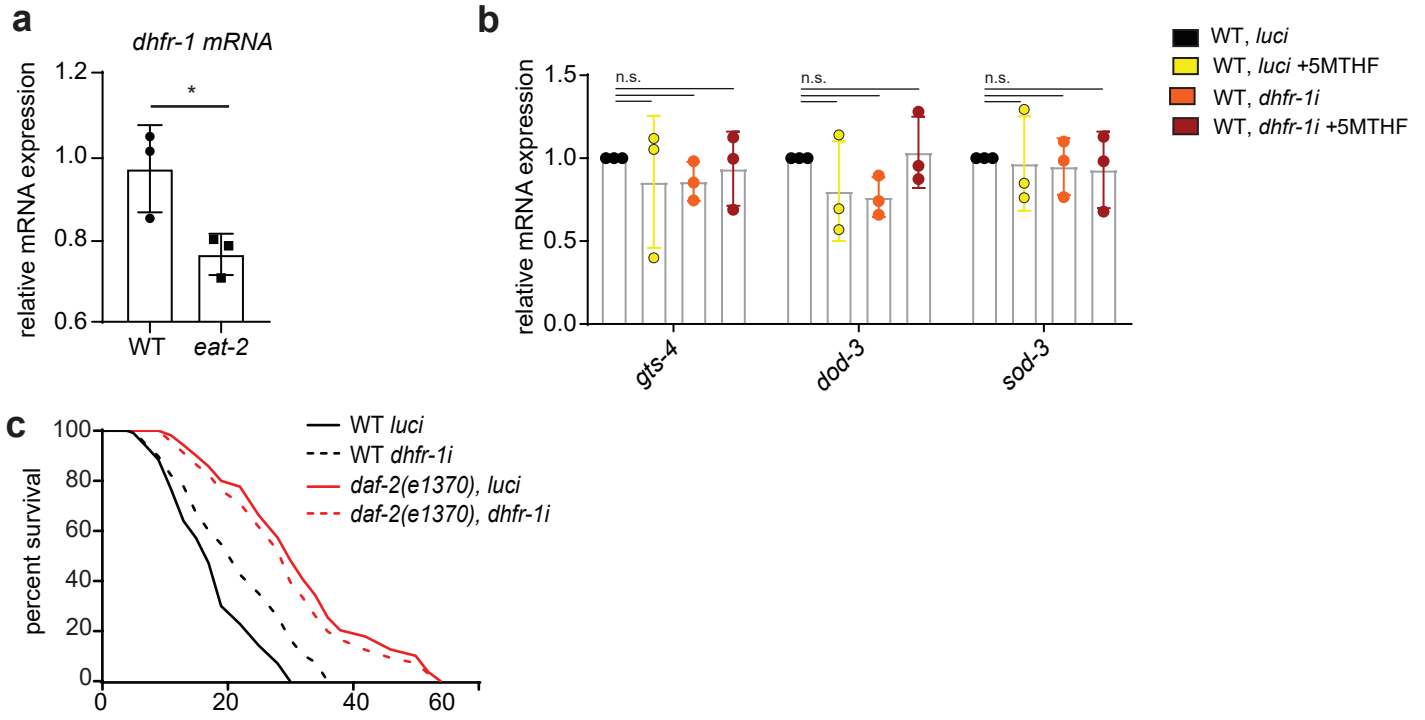 a
dhfr-1 mRNA
relative mRNA expression
1.2
1.0
0.8
0.6
*
WT
eat-2
b
relative mRNA expression
1.5
1.0
0.5
0.0
n.s.
n.s.
n.s.
gts-4
dod-3
sod-3
WT, luci
WT, luci +5MTHF
WT, dhfr-1i
WT, dhfr-1i +5MTHF
c
percent survival
100
80
60
40
20
0
0
20
40
60
WT luci
WT dhfr-1i
daf-2(e1370), luci
daf-2(e1370), dhfr-1i